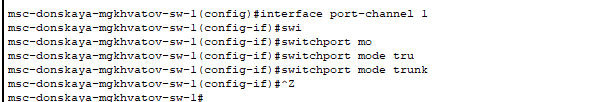 msc-donskaya-mgkhvatov-sw-1(config)#interface port-channel 1
msc-donskaya-mgkhvatov-sw-1(config-if)#swi
msc-donskaya-mgkhvatov-sw-1(config-if)#switchport mo
msc-donskaya-mgkhvatov-sw-1(config-if)#switchport mode tru
msc-donskaya-mgkhvatov-sw-1(config-if)#switchport mode trunk
msc-donskaya-mgkhvatov-sw-1(config-if)#^Z
msc-donskaya-mgkhvatov-sw-1#